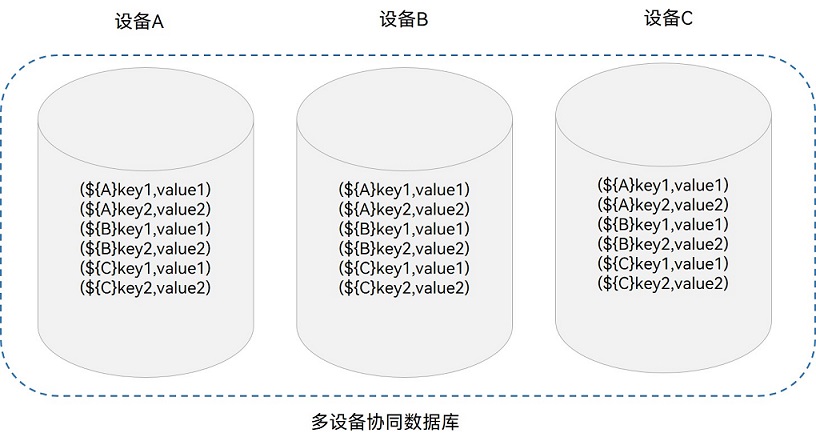 设备A
设备B
设备C
(${A}key1,value1)
(${A}key2,value2)
(${B}key1,value1)
(${B}key2,value2)
(${C}key1,value1)
(${C}key2,value2)
(${A}key1,value1)
(${A}key2,value2)
(${B}key1,value1)
(${B}key2,value2)
(${C}key1,value1)
(${C}key2,value2)
(${A}key1,value1)
(${A}key2,value2)
(${B}key1,value1)
(${B}key2,value2)
(${C}key1,value1)
(${C}key2,value2)
多设备协同数据库